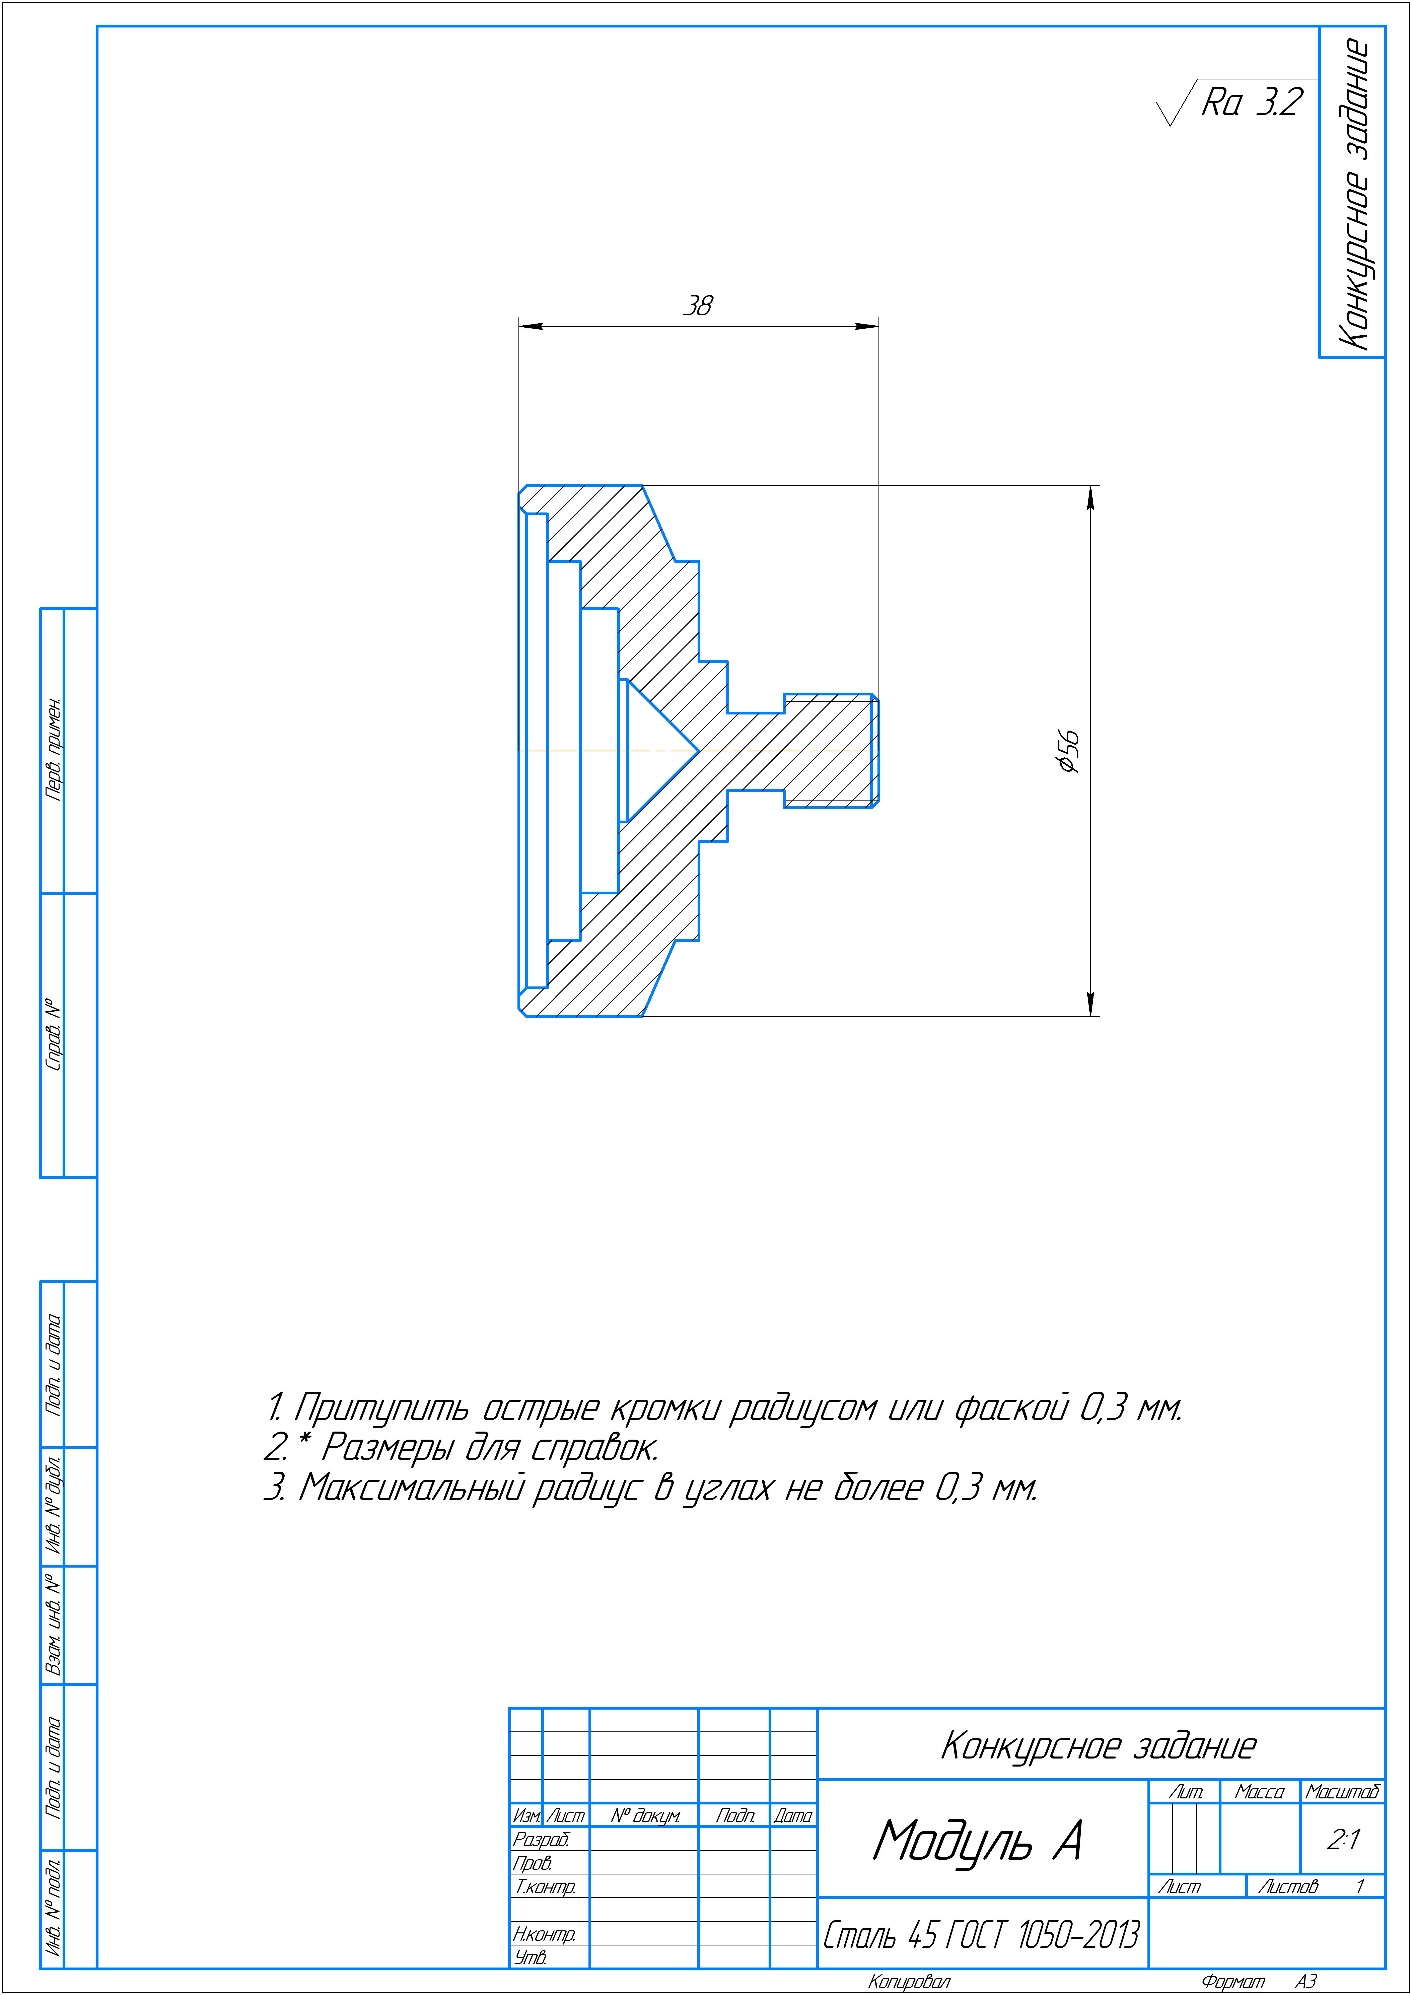 Ra 3.2
Конкурсное задание
38
⌀56
Перв. примен.
Справ. №
Подп. и дата
Инв. № дубл.
Взам. инв. №
Подп. и дата
Инв. № подл.
1. Притупить острые кромки радиусом или фаской 0,3 мм.
2. * Размеры для справок.
3. Максимальный радиус в углах не более 0,3 мм.
Конкурсное задание
Лит. Масса Масштаб
Изм. Лист № докум. Подп. Дата
Модуль А
2:1
Разраб.
Пров.
Т.контр.
Лист Листов 1
Н.контр.
Утв.
Сталь 45 ГОСТ 1050-2013
Копировал Формат А3